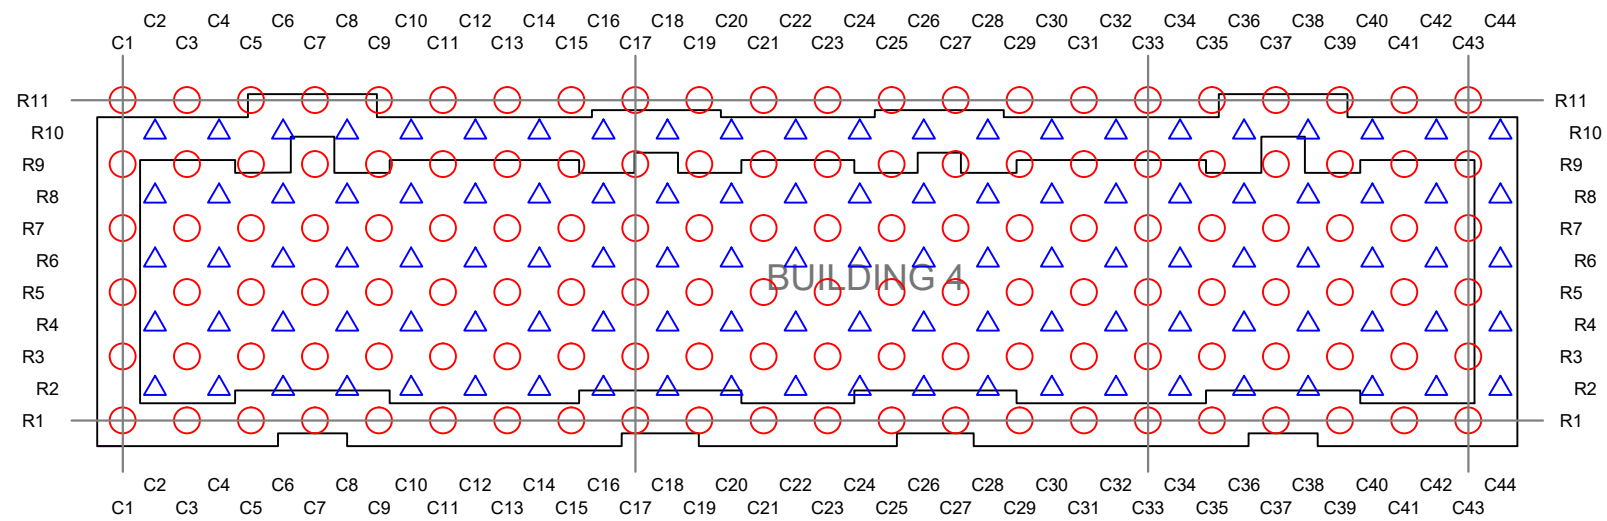 C2 C4 C6 C8 C10 C12 C14 C16 C18 C20 C22 C24 C26 C28 C30 C32 C34 C36 C38 C40 C42 C44
C1 C3 C5 C7 C9 C11 C13 C15 C17 C19 C21 C23 C25 C27 C29 C31 C33 C35 C37 C39 C41 C43
R11 R11
R10 R10
R9 R9
R8 R8
R7 R7
R6 R6
BUILDING 4
R5 R5
R4 R4
R3 R3
R2 R2
R1 R1
C2 C4 C6 C8 C10 C12 C14 C16 C18 C20 C22 C24 C26 C28 C30 C32 C34 C36 C38 C40 C42 C44
C1 C3 C5 C7 C9 C11 C13 C15 C17 C19 C21 C23 C25 C27 C29 C31 C33 C35 C37 C39 C41 C43